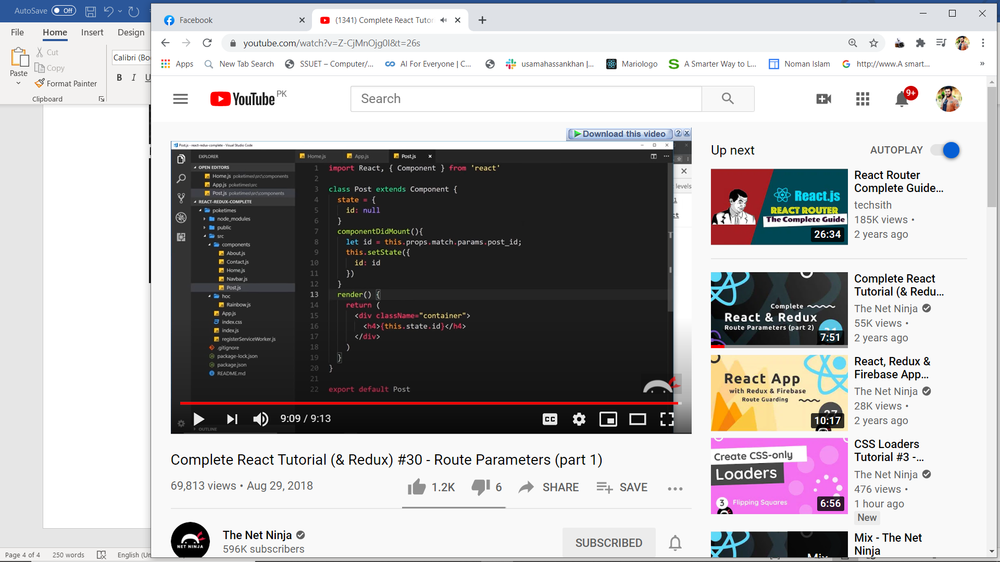 AutoSave Off
File Home Insert Design
Cut
Copy
Paste
Format Painter
Clipboard
Calibri (Bo
B I U
Page 4 of 4 250 words English (Un
Facebook
(1341) Complete React Tutor
youtube.com/watch?v=Z-CjMnOjg0I&t=26s
Apps New Tab Search SSUET – Computer/... AI For Everyone | C... usamahassankhan |... Mariologo A Smarter Way to L... Noman Islam http://www.A smart... »
YouTube PK
Search
9+
Download this video ? X
Post.js - react-redux-complete - Visual Studio Code
EXPLORER
OPEN EDITORS
Home.js poketimes\src\components
App.js poketimes\src
Post.js poketimes\src\components
REACT-REDUX-COMPLETE
poketimes
node_modules
public
src
components
About.js
Contact.js
Home.js
Navbar.js
Post.js
hoc
Rainbow.js
App.js
index.css
index.js
registerServiceWorker.js
.gitignore
package-lock.json
package.json
README.md
OUTLINE
Home.js App.js Post.js
1 import React, { Component } from 'react'
2
3 class Post extends Component {
4 state = {
5 id: null
6 }
7 componentDidMount(){
8 let id = this.props.match.params.post_id;
9 this.setState({
10 id: id
11 })
12 }
13 render() {
14 return (
15 <div className="container">
16 <h4>{this.state.id}</h4>
17 </div>
18 )
19 }
20 }
21
22 export default Post
levels
9:09 / 9:13
CC
Complete React Tutorial (& Redux) #30 - Route Parameters (part 1)
69,813 views • Aug 29, 2018
1.2K 6 SHARE SAVE
NET NINJA
The Net Ninja
596K subscribers
SUBSCRIBED
Up next AUTOPLAY
React.js
REACT ROUTER
The Complete Guide
26:34
React Router
Complete Guide...
techsith
185K views •
2 years ago
Complete
React & Redux
Route Parameters (part 2)
7:51
Complete React
Tutorial (& Redu...
The Net Ninja
55K views •
2 years ago
React App
with Redux & Firebase
Route Guarding
27
10:17
React, Redux &
Firebase App...
The Net Ninja
28K views •
2 years ago
Create CSS-only
Loaders
3 Flipping Squares
6:56
CSS Loaders
Tutorial #3 -...
The Net Ninja
476 views •
1 hour ago
New
Mix - The Net
Ninja
Mix